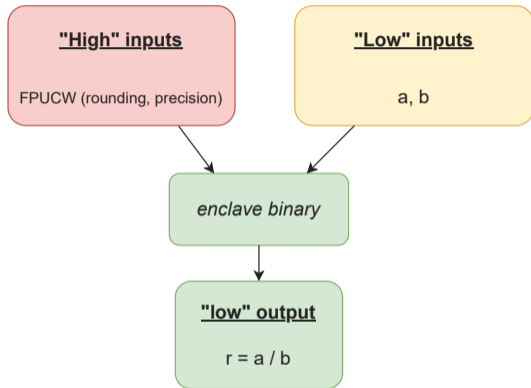 "High" inputs
FPUCW (rounding, precision)
"Low" inputs
a, b
enclave binary
"low" output
r = a / b